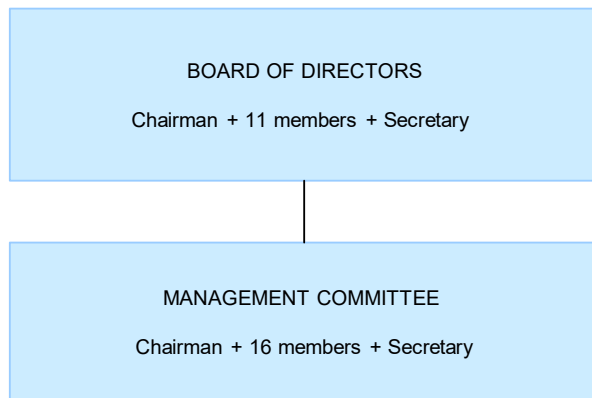 BOARD OF DIRECTORS
Chairman + 11 members + Secretary
MANAGEMENT COMMITTEE
Chairman + 16 members + Secretary